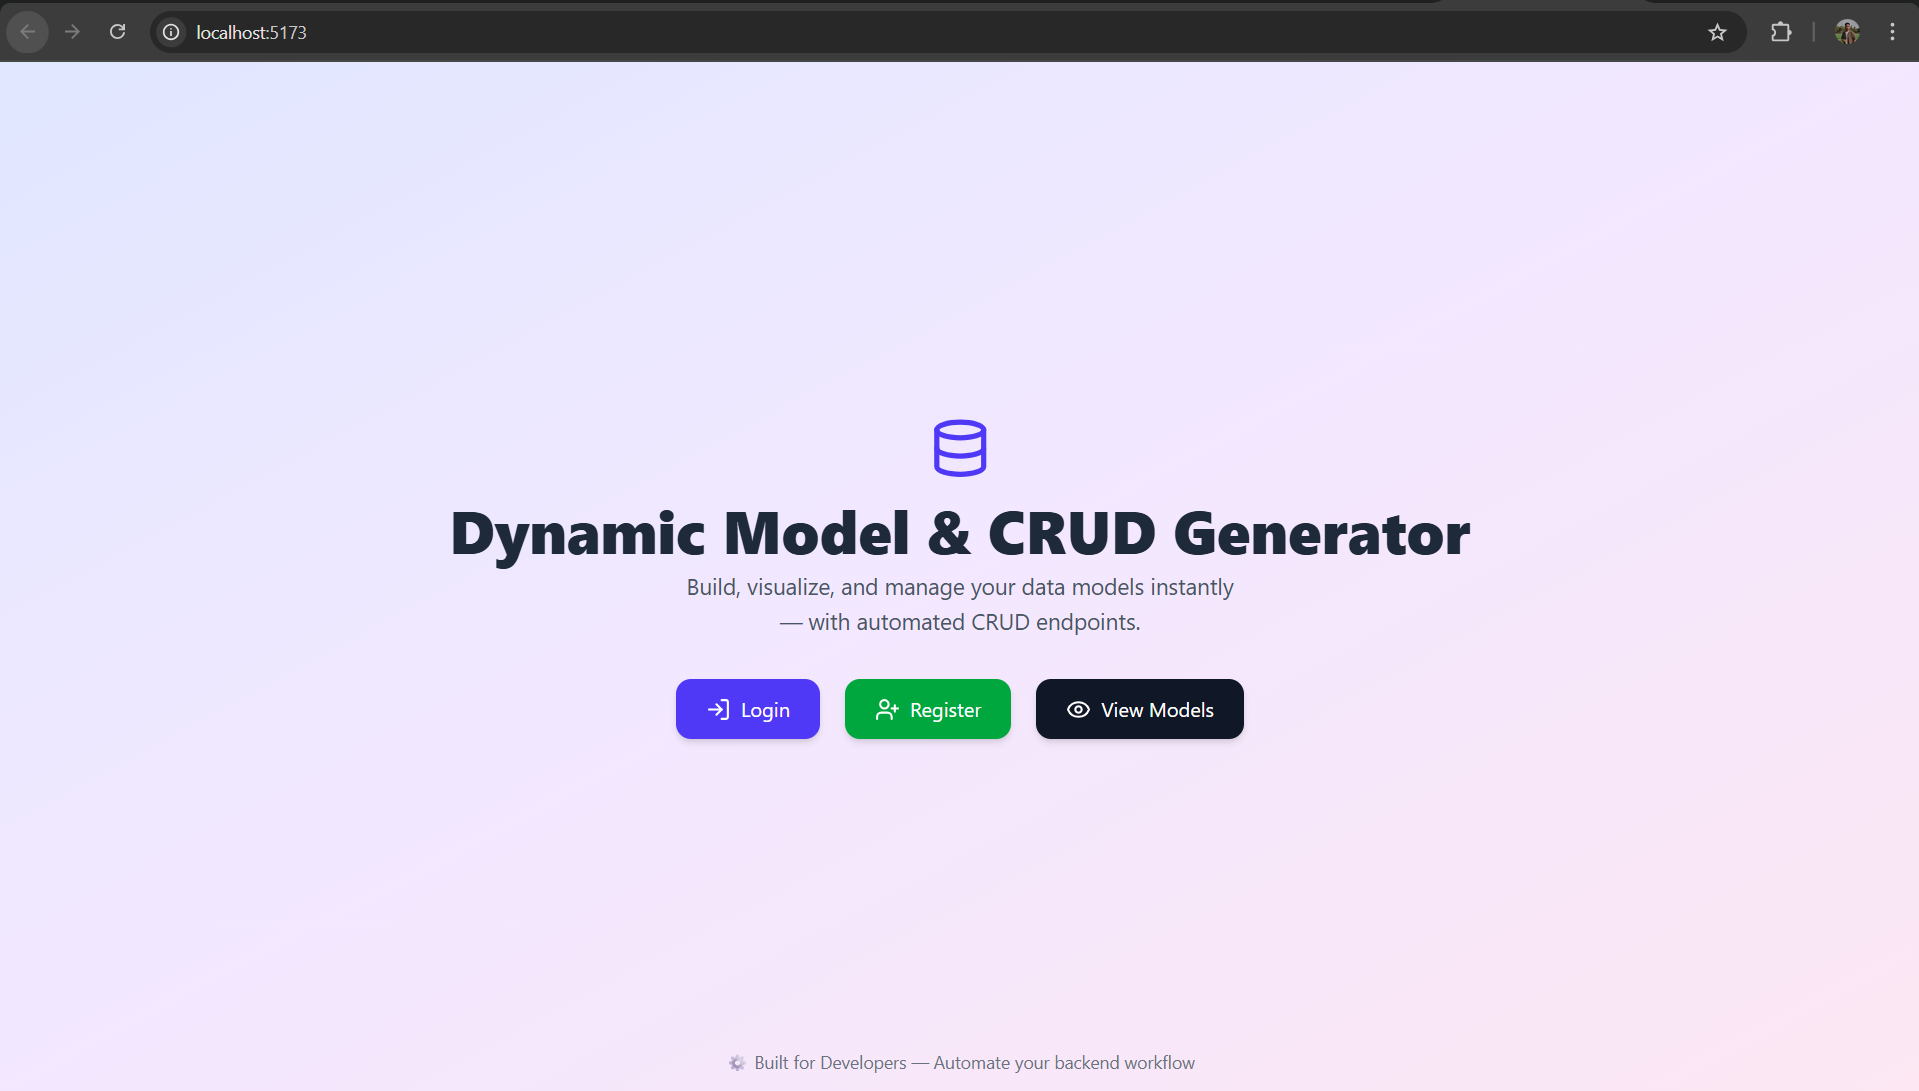 localhost:5173
Dynamic Model & CRUD Generator
Build, visualize, and manage your data models instantly
— with automated CRUD endpoints.
Login
Register
View Models
Built for Developers — Automate your backend workflow